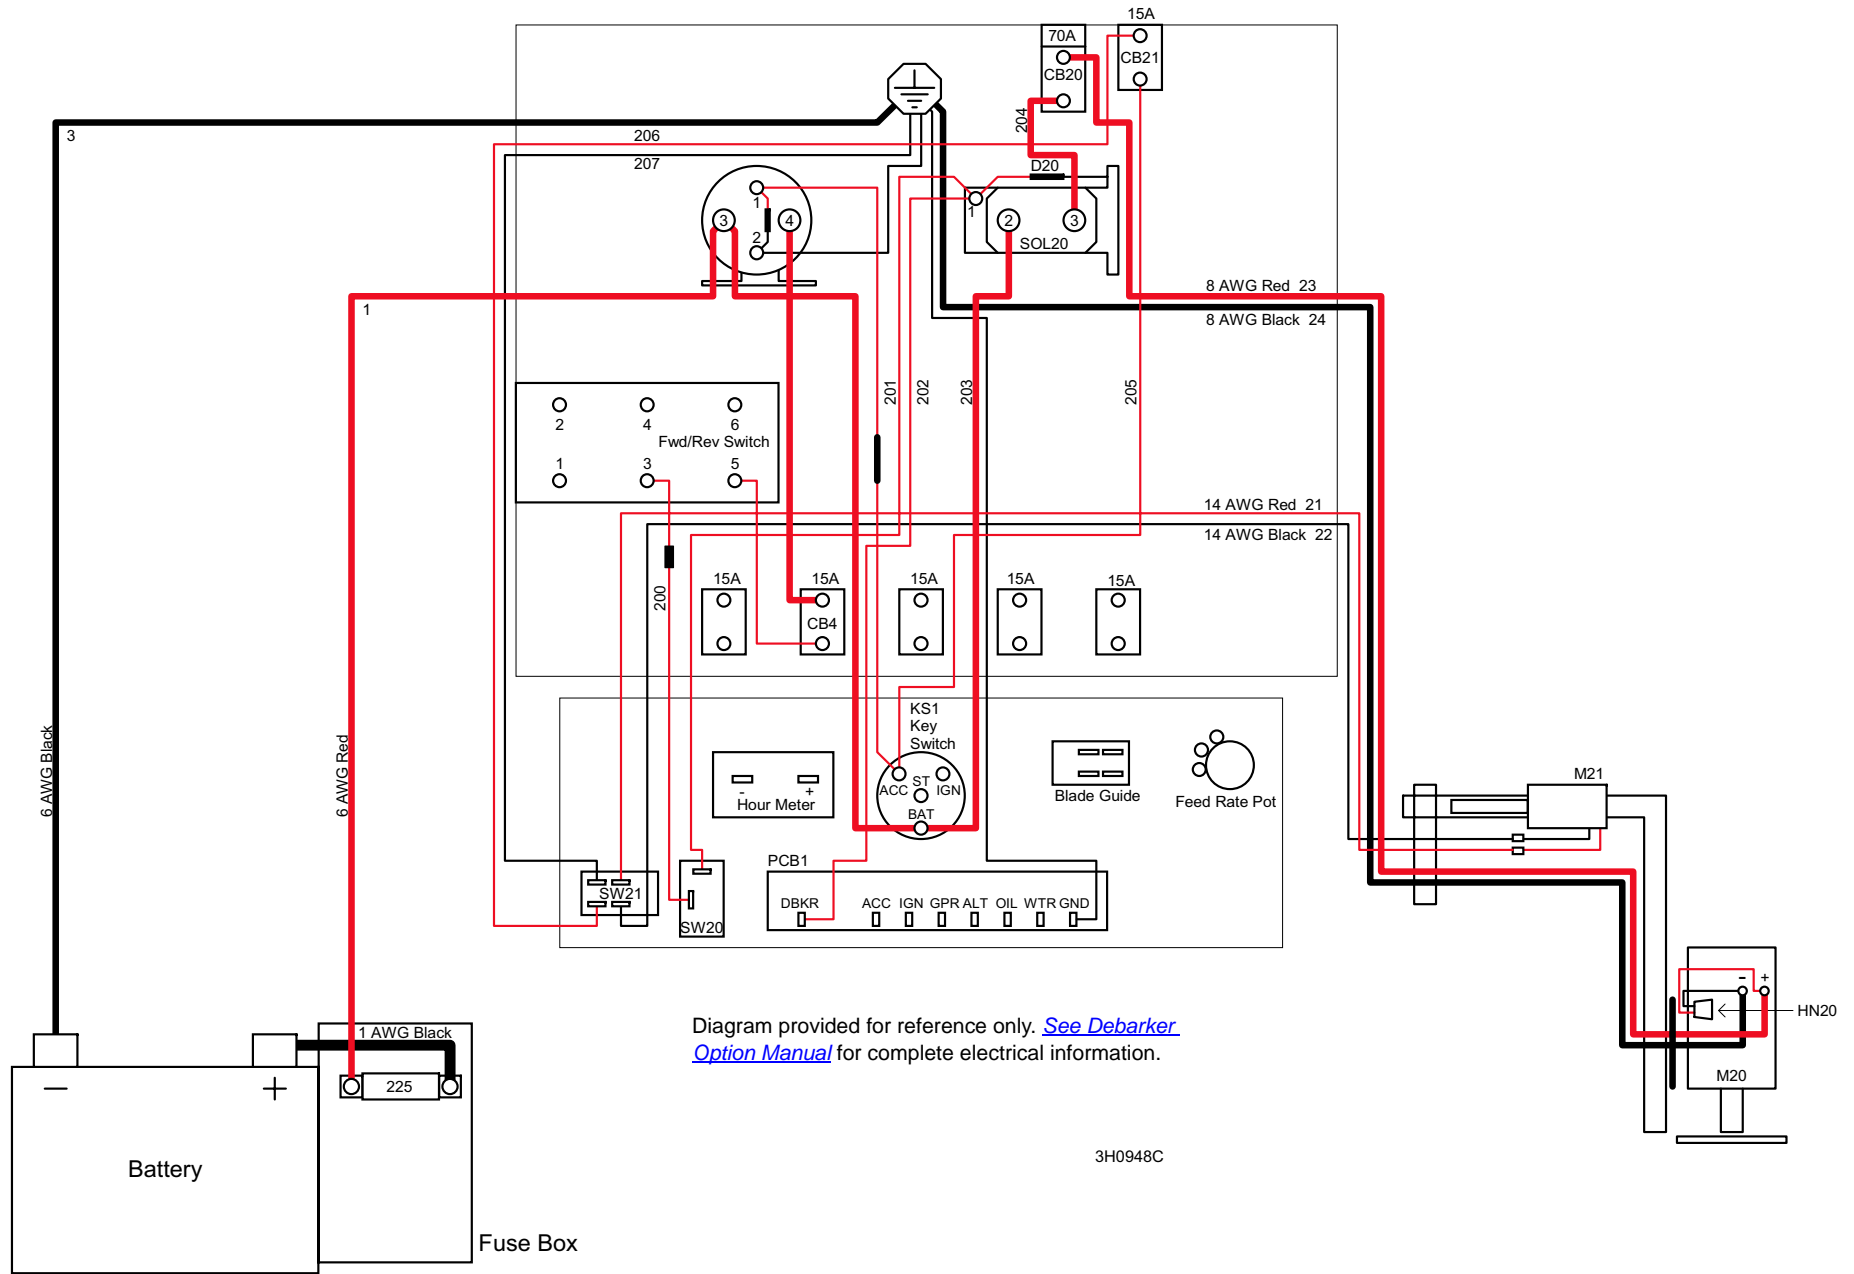 15A
70A
CB21
CB20
204
3
206
207
D20
1
3
4
2
1
2
3
SOL20
8 AWG Red  23
1
8 AWG Black  24
201
202
203
205
2
4
6
Fwd/Rev Switch
1
3
5
14 AWG Red  21
14 AWG Black  22
15A
15A
15A
15A
15A
200
CB4
KS1
Key
Switch
ACC
ST
IGN
BAT
- +
Hour Meter
Blade Guide
Feed Rate Pot
6 AWG Black
6 AWG Red
M21
PCB1
SW21
SW20
DBKR ACC IGN GPR ALT OIL WTR GND
- +
HN20
M20
Diagram provided for reference only. See Debarker
Option Manual for complete electrical information.
1 AWG Black
225
− +
Battery
Fuse Box
3H0948C